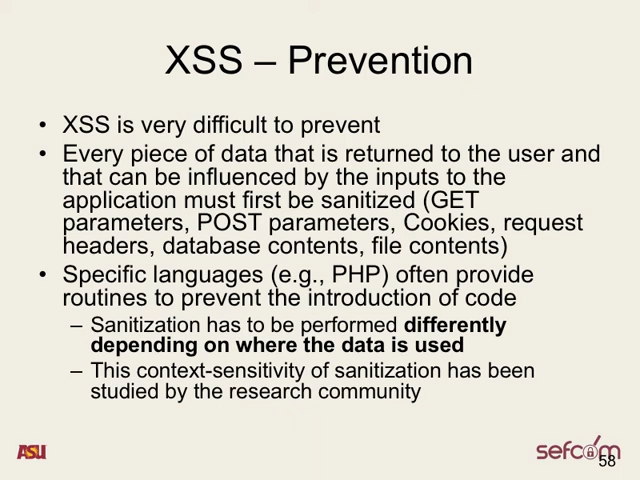 XSS – Prevention
• XSS is very difficult to prevent
• Every piece of data that is returned to the user and
that can be influenced by the inputs to the
application must first be sanitized (GET
parameters, POST parameters, Cookies, request
headers, database contents, file contents)
• Specific languages (e.g., PHP) often provide
routines to prevent the introduction of code
– Sanitization has to be performed differently
depending on where the data is used
– This context-sensitivity of sanitization has been
studied by the research community
ASU
sefcom
58